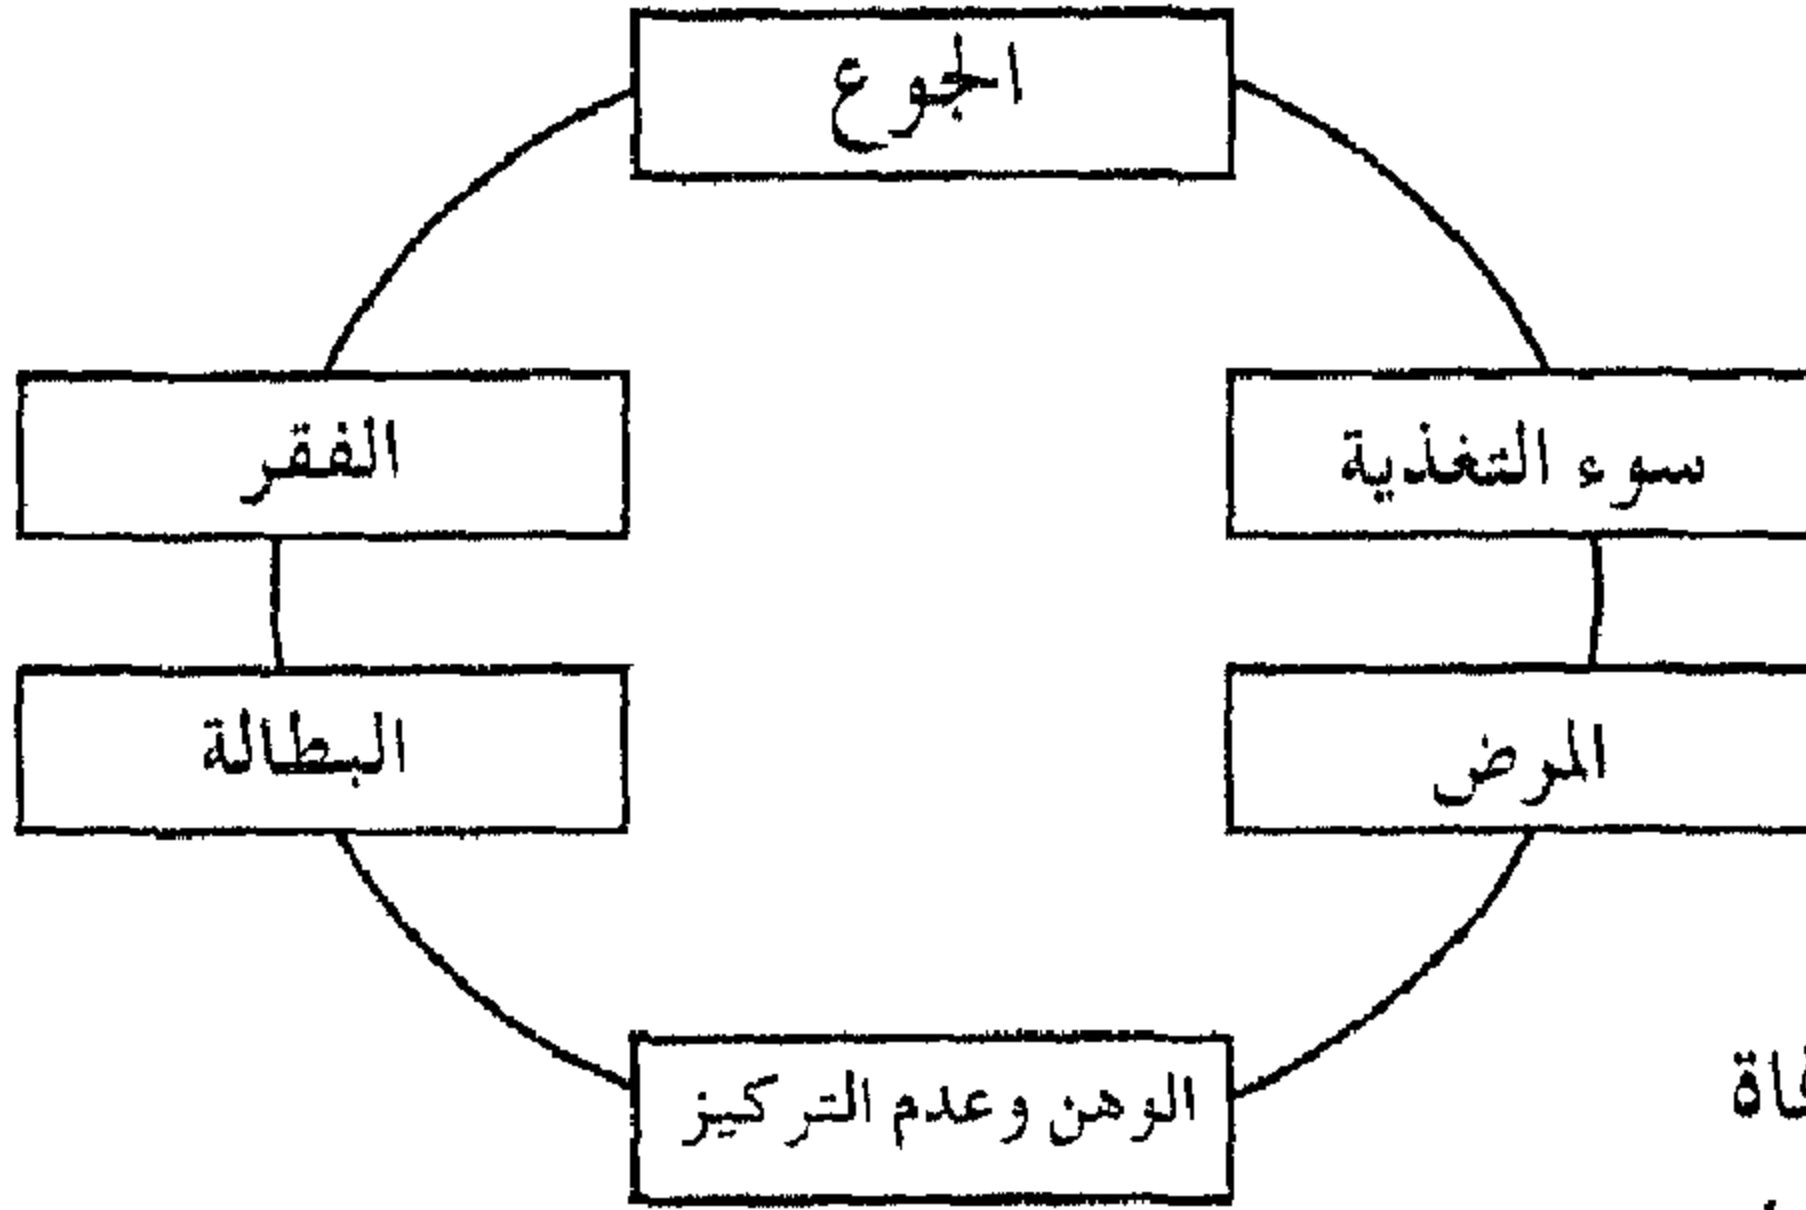 الجوع
سوء التغذية
الفقر
المرض
البطالة
الوهن وعدم التركيز